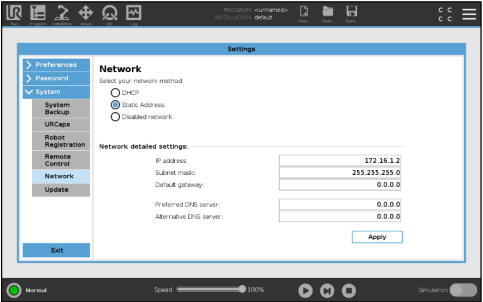 UR
PROGRAM <unnamed>
INSTALLATION default
Run
Program
Installation
Move
I/O
Log
New...
Open...
Save...
Settings
Preferences
Password
System
System
Backup
URCaps
Robot
Registration
Remote
Control
Network
Update
Exit
Network
Select your network method
DHCP
Static Address
Disabled network
Network detailed settings:
IP address
172.16.1.2
Subnet mask:
255.255.255.0
Default gateway:
0.0.0.0
Preferred DNS server:
0.0.0.0
Alternative DNS server:
0.0.0.0
Apply
Normal
Speed
100%
Simulation